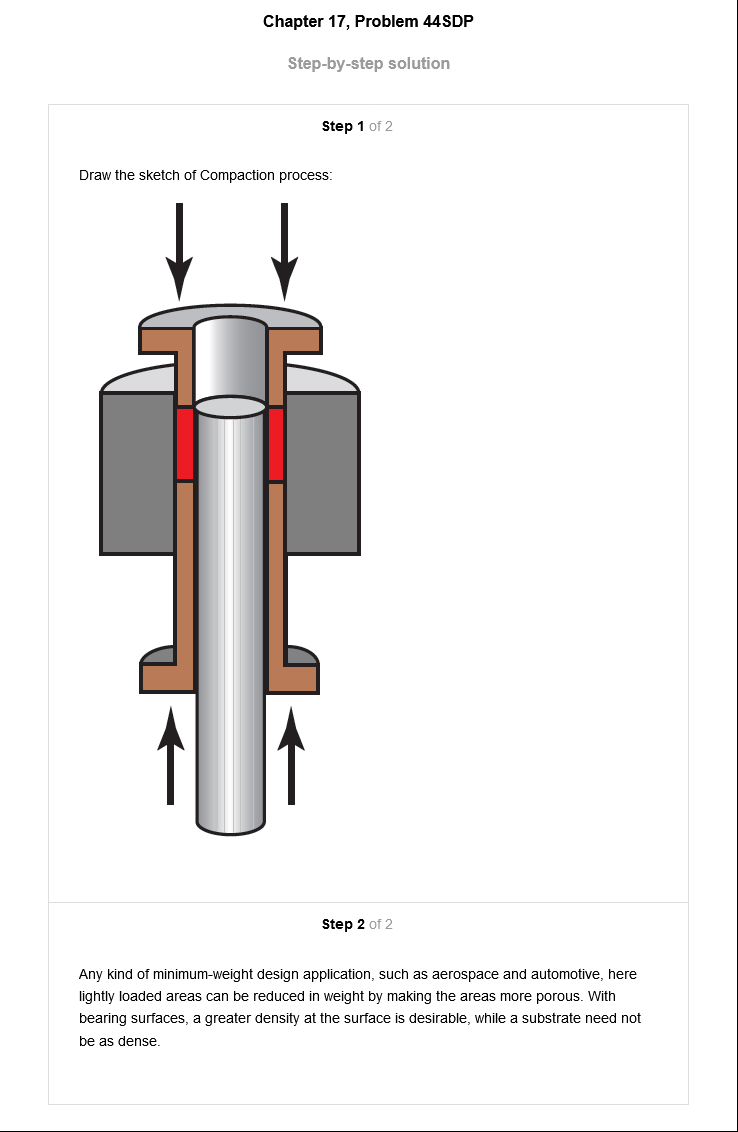 Chapter 17, Problem 44SDP
Step-by-step solution
Step 1 of 2
Draw the sketch of Compaction process:
Step 2 of 2
Any kind of minimum-weight design application, such as aerospace and automotive, here
lightly loaded areas can be reduced in weight by making the areas more porous. With
bearing surfaces, a greater density at the surface is desirable, while a substrate need not
be as dense.